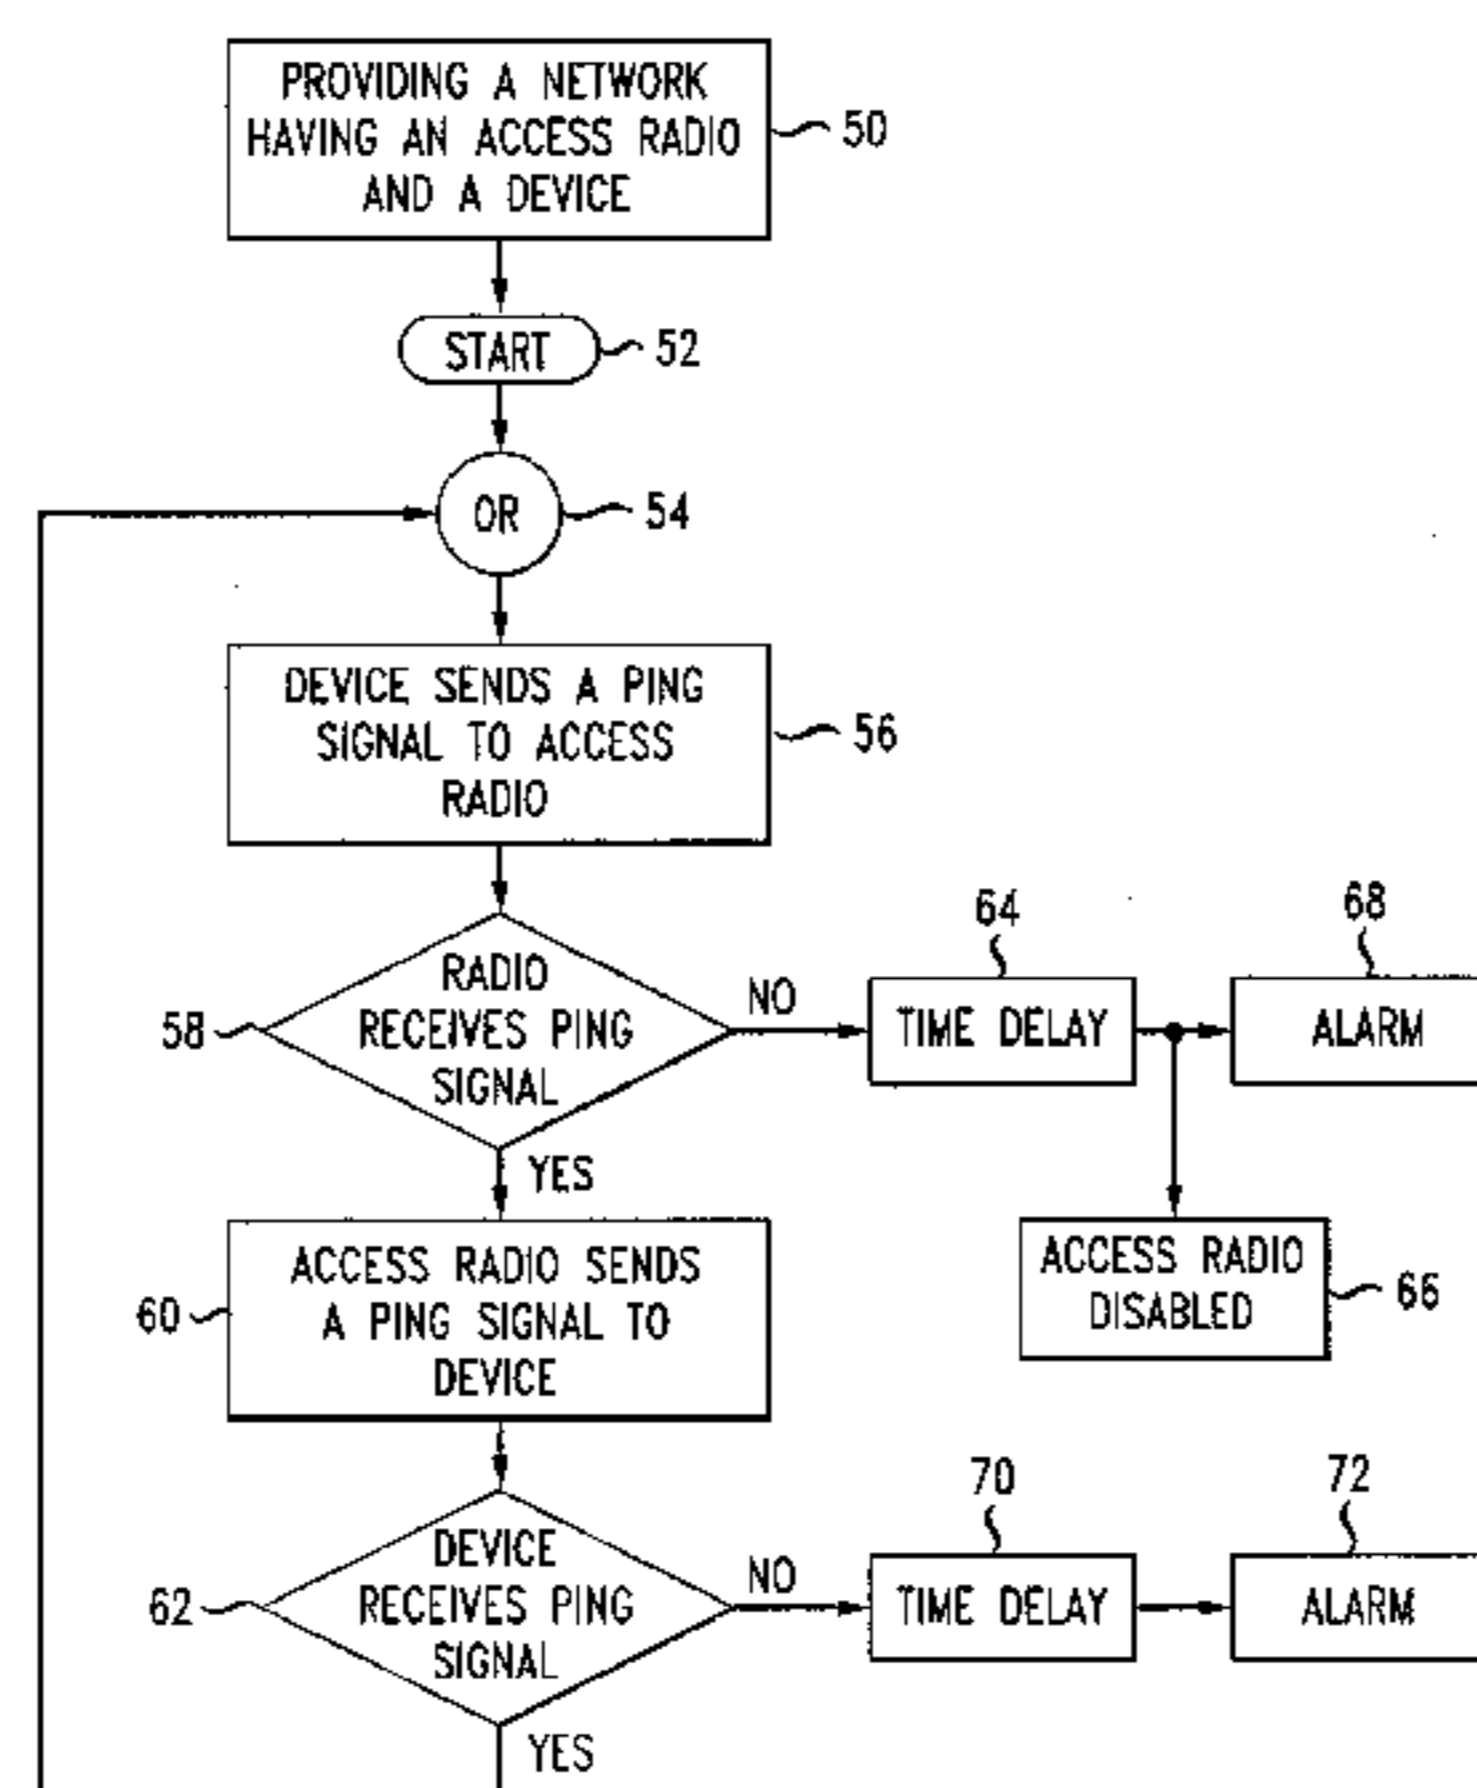 PROVIDING A NETWORK
HAVING AN ACCESS RADIO
AND A DEVICE
50
START
52
OR
54
DEVICE SENDS A PING
SIGNAL TO ACCESS
RADIO
56
RADIO
RECEIVES PING
SIGNAL
58
NO
64
TIME DELAY
68
ALARM
YES
ACCESS RADIO
DISABLED
66
ACCESS RADIO SENDS
A PING SIGNAL TO
DEVICE
60
DEVICE
RECEIVES PING
SIGNAL
62
NO
70
TIME DELAY
72
ALARM
YES